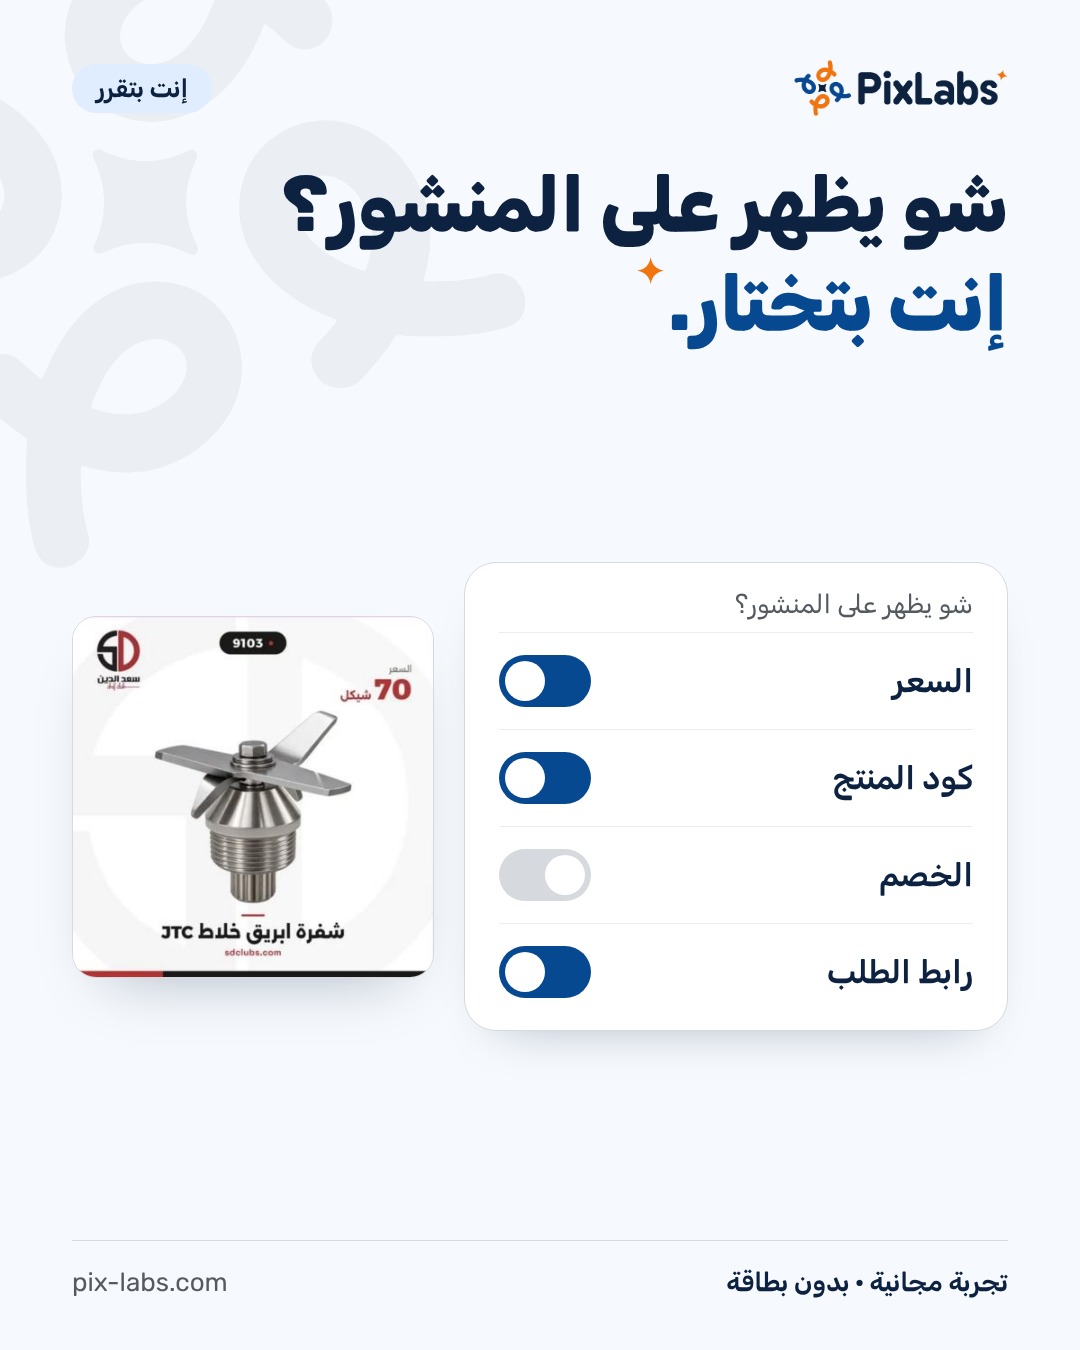 PixLabs
إنت بتقرر
شو يظهر على المنشور؟
إنت بتختار.
شو يظهر على المنشور؟
السعر
كود المنتج
الخصم
رابط الطلب
9103
سعد الدين
السعر
70 شيكل
شفرة ابريق خلاط JTC
sdclubs.com
تجربة مجانية • بدون بطاقة
pix-labs.com